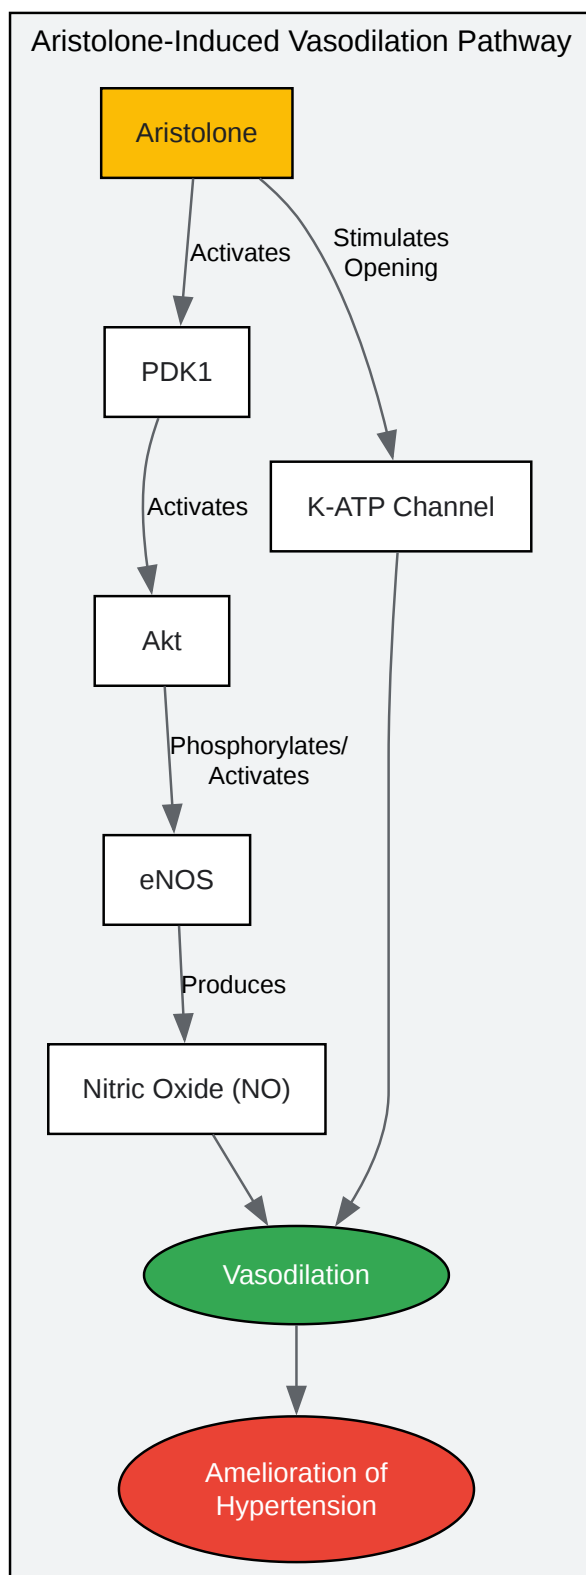 Aristolone-Induced Vasodilation Pathway
Aristolone
Activates
Stimulates
Opening
PDK1
Activates
K-ATP Channel
Akt
Phosphorylates/
Activates
eNOS
Produces
Nitric Oxide (NO)
Vasodilation
Amelioration of
Hypertension